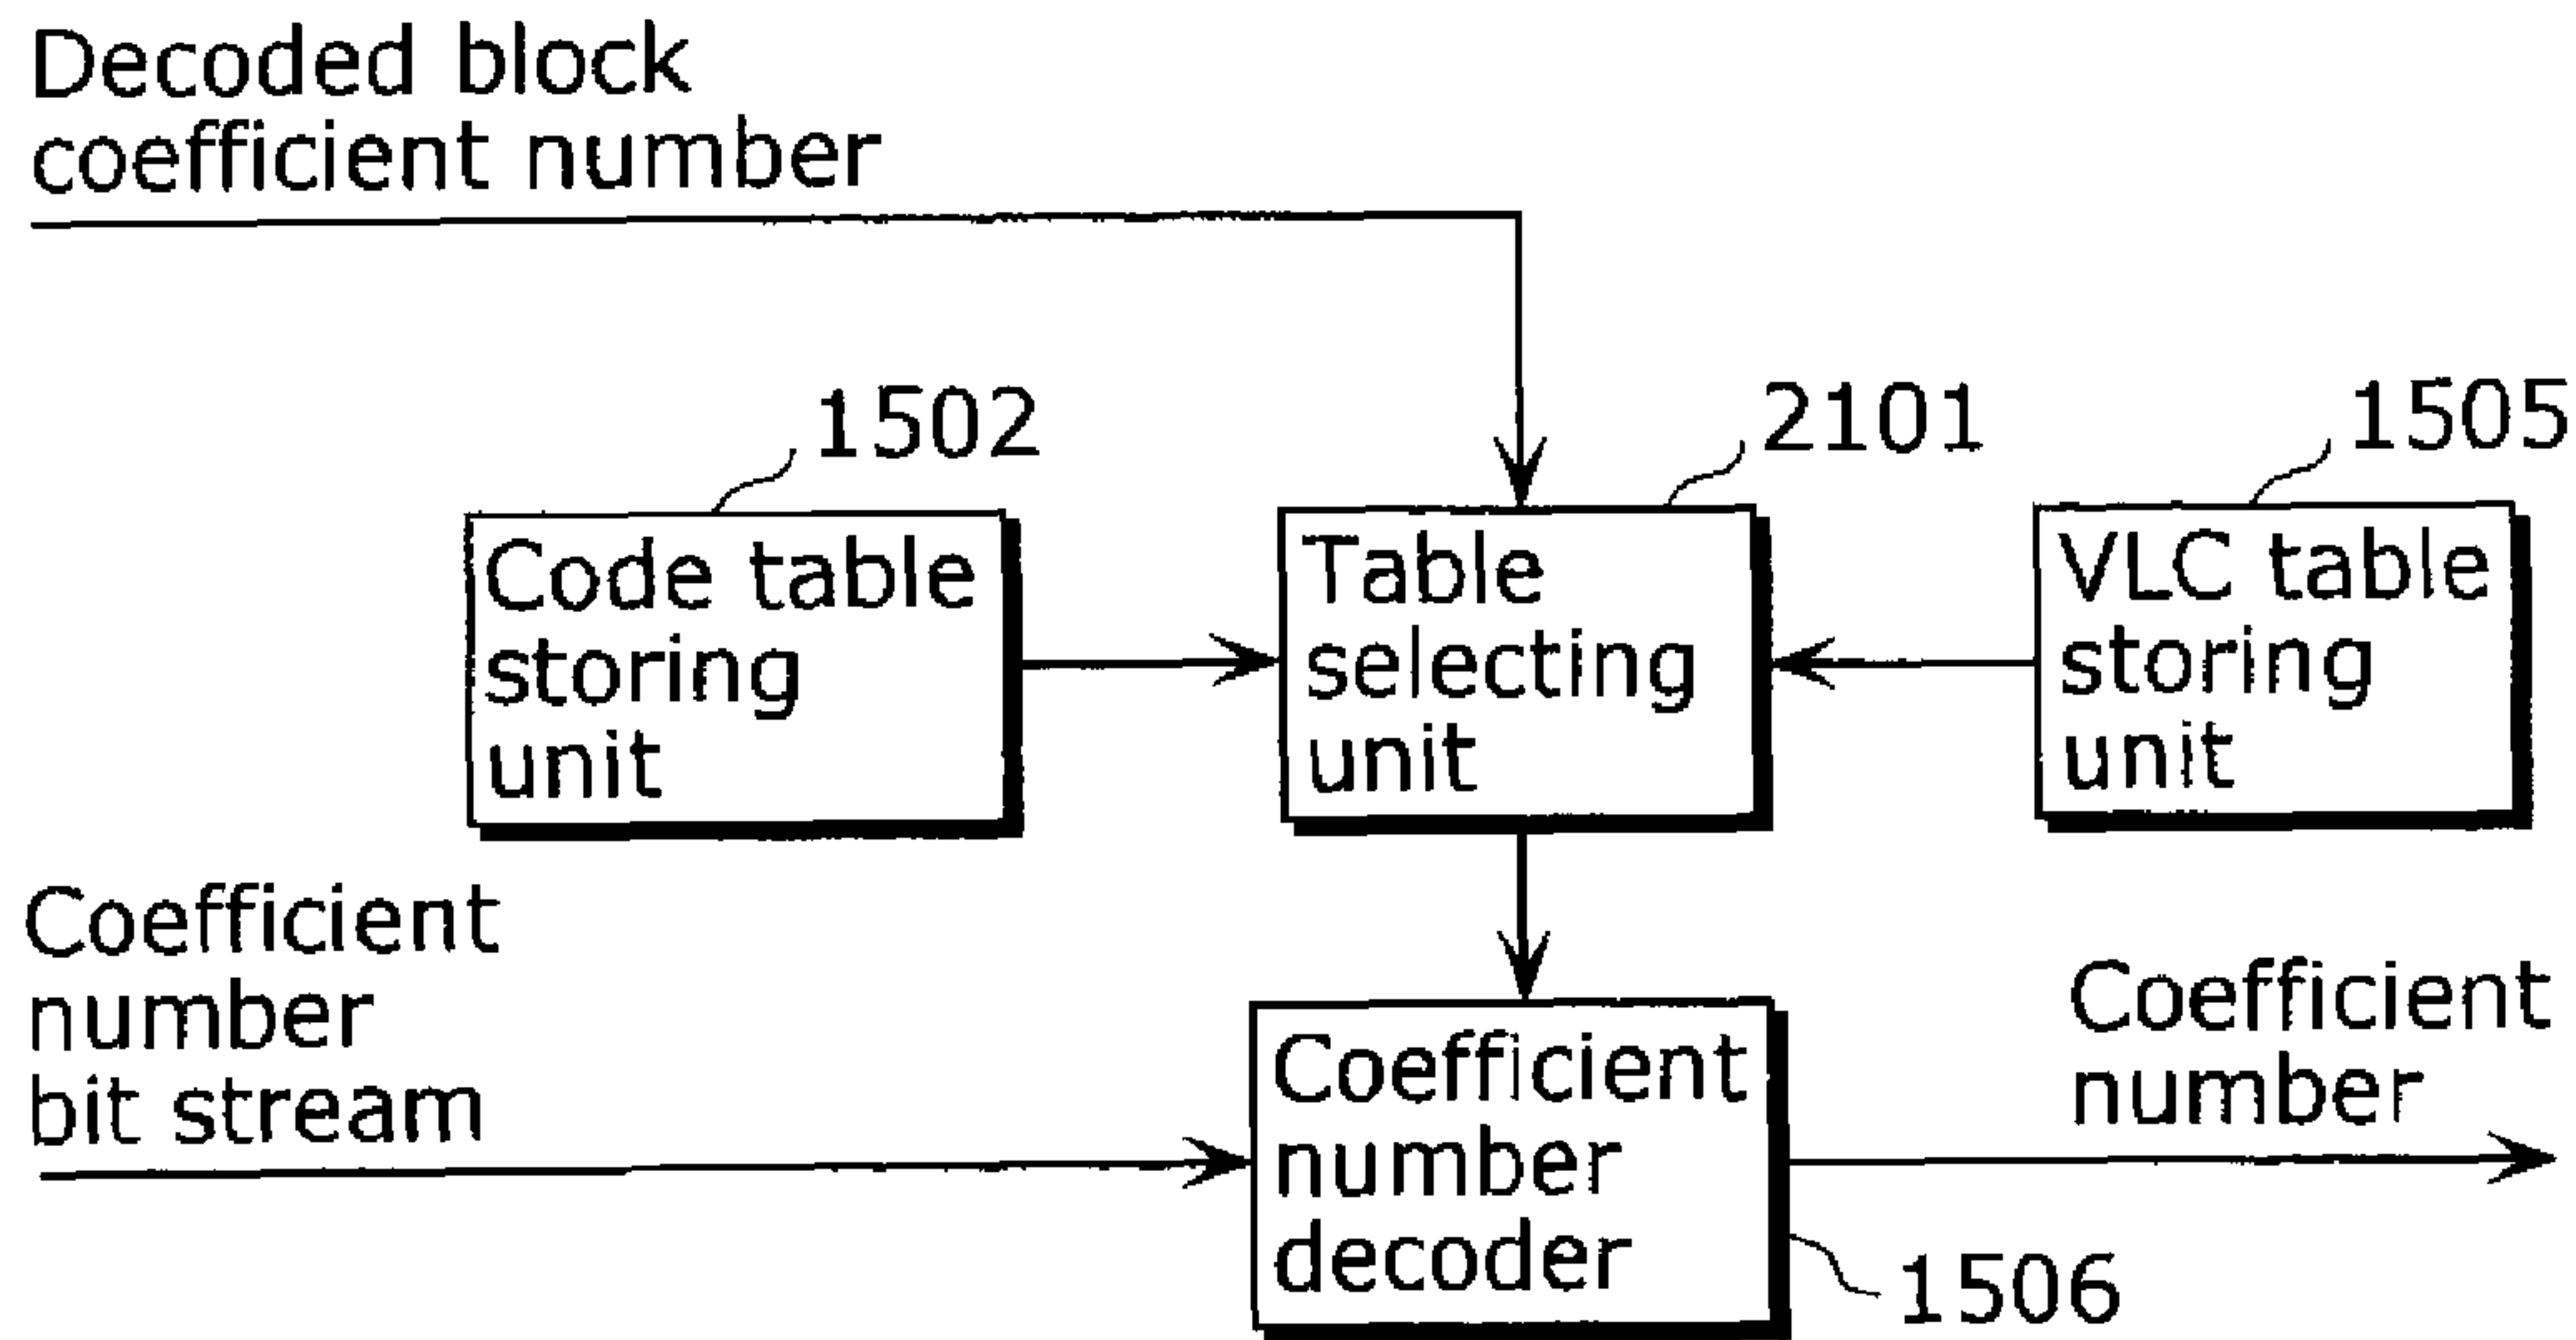 Decoded block
coefficient number
1502
2101
1505
Code table
storing
unit
Table
selecting
unit
VLC table
storing
unit
Coefficient
number
bit stream
Coefficient
number
decoder
Coefficient
number
1506